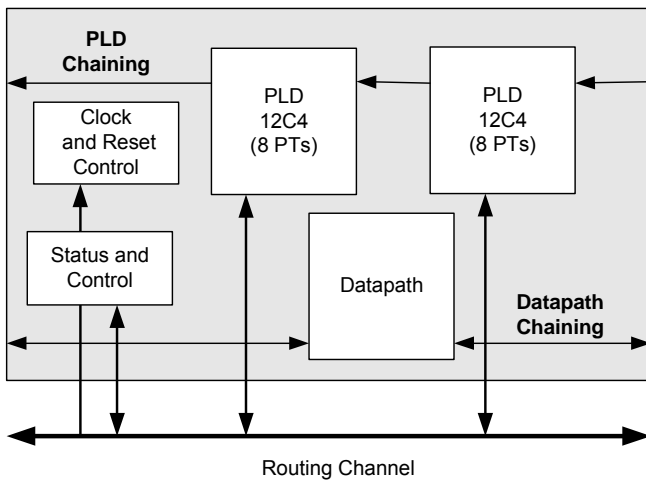 PLD
Chaining
PLD
12C4
(8 PTs)
PLD
12C4
(8 PTs)
Clock
and Reset
Control
Status and
Control
Datapath
Datapath
Chaining
Routing Channel